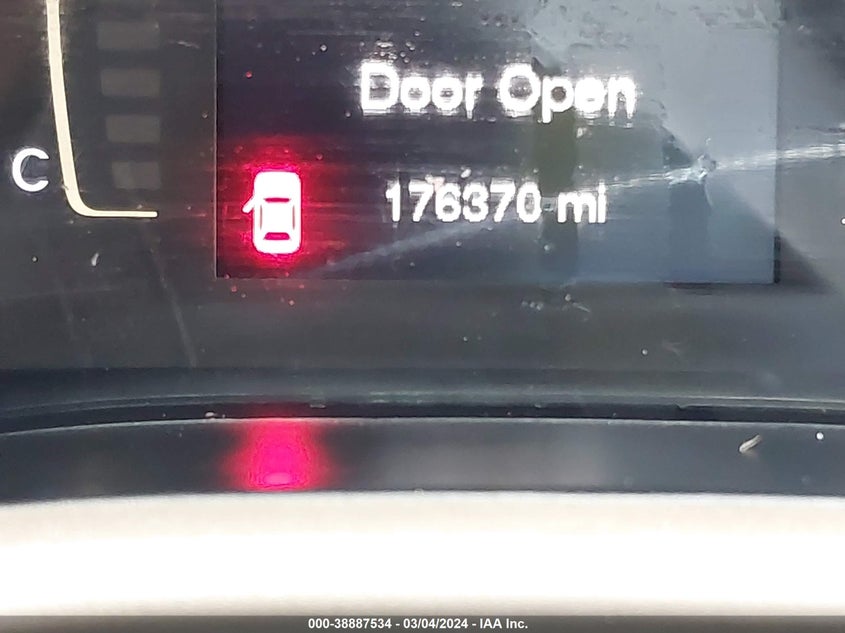 Door Open
C
176370 mi
000-38887534 - 03/04/2024 - IAA Inc.